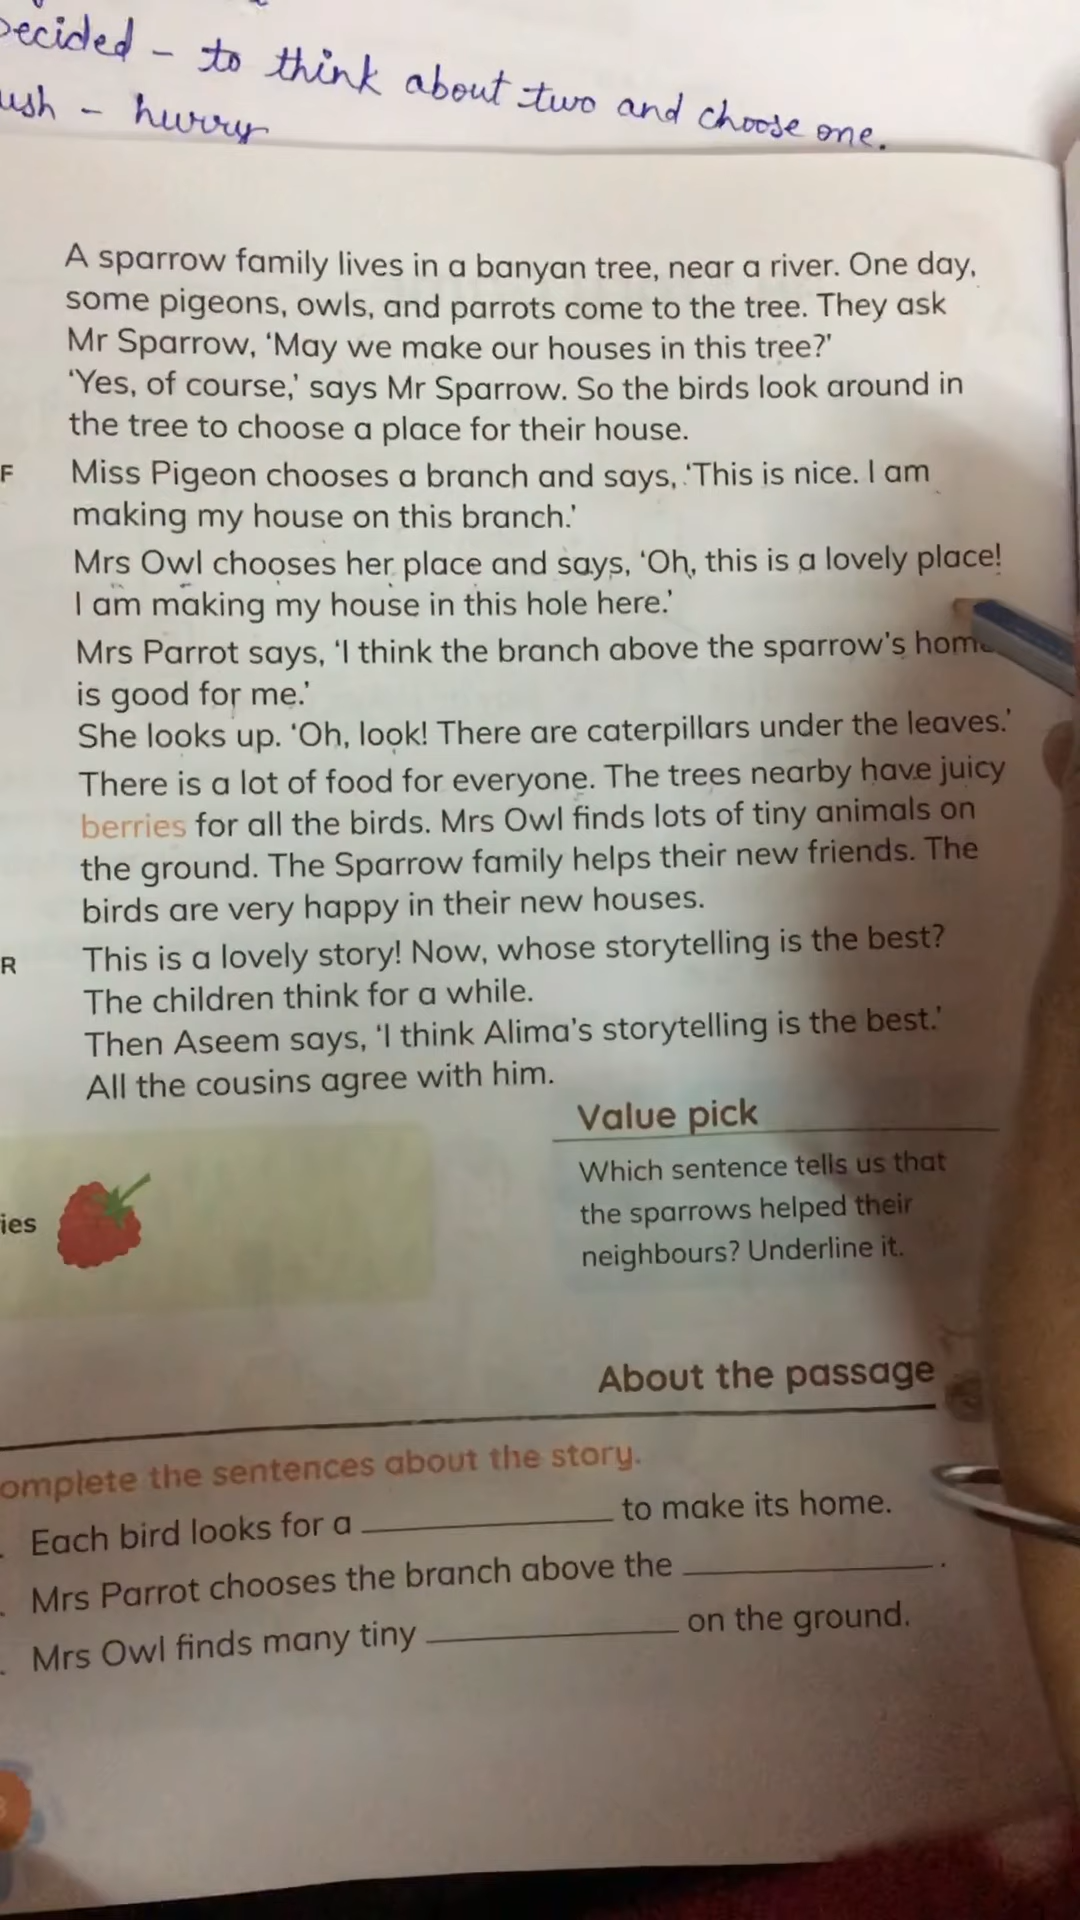 Decided - to think about two and choose one.
ush - hurry
A sparrow family lives in a banyan tree, near a river. One day,
some pigeons, owls, and parrots come to the tree. They ask
Mr Sparrow, ‘May we make our houses in this tree?’
‘Yes, of course,’ says Mr Sparrow. So the birds look around in
the tree to choose a place for their house.
F Miss Pigeon chooses a branch and says, ‘This is nice. I am
making my house on this branch.’
Mrs Owl chooses her place and says, ‘Oh, this is a lovely place!
I am making my house in this hole here.’
Mrs Parrot says, ‘I think the branch above the sparrow’s home
is good for me.’
She looks up. ‘Oh, look! There are caterpillars under the leaves.’
There is a lot of food for everyone. The trees nearby have juicy
berries for all the birds. Mrs Owl finds lots of tiny animals on
the ground. The Sparrow family helps their new friends. The
birds are very happy in their new houses.
R This is a lovely story! Now, whose storytelling is the best?
The children think for a while.
Then Aseem says, ‘I think Alima’s storytelling is the best.’
All the cousins agree with him.
Value pick
Which sentence tells us that
the sparrows helped their
neighbours? Underline it.
ies
About the passage
omplete the sentences about the story.
. Each bird looks for a ____________ to make its home.
. Mrs Parrot chooses the branch above the ____________ .
. Mrs Owl finds many tiny ____________ on the ground.